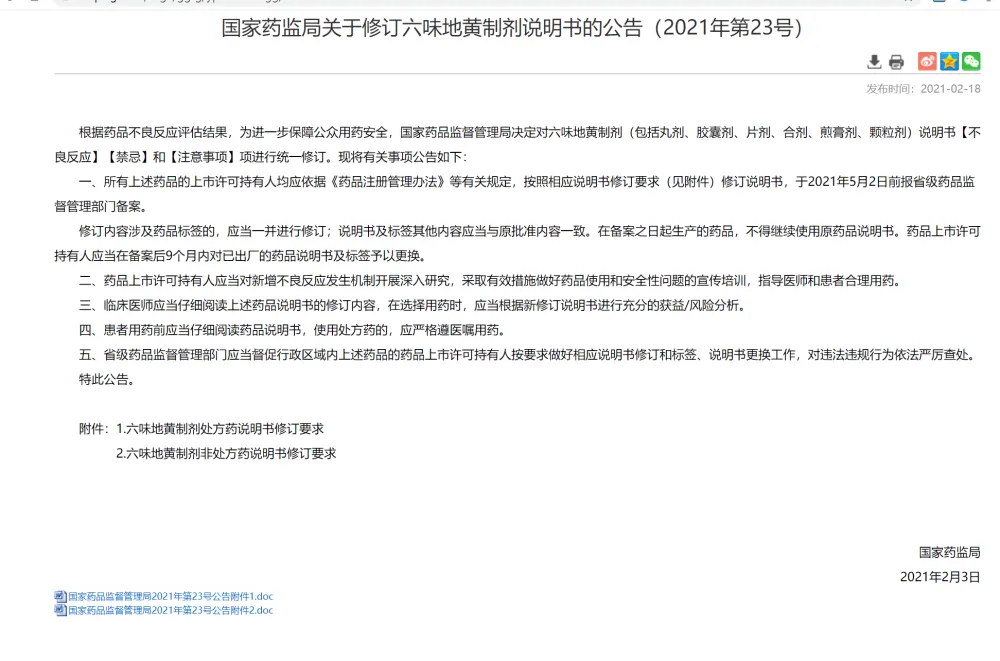 国家药监局关于修订六味地黄制剂说明书的公告（2021年第23号）
发布时间：2021-02-18
根据药品不良反应评估结果，为进一步保障公众用药安全，国家药品监督管理局决定对六味地黄制剂（包括丸剂、胶囊剂、片剂、合剂、煎膏剂、颗粒剂）说明书【不
良反应】【禁忌】和【注意事项】项进行统一修订。现将有关事项公告如下：
一、所有上述药品的上市许可持有人均应依据《药品注册管理办法》等有关规定，按照相应说明书修订要求（见附件）修订说明书，于2021年5月2日前报省级药品监
督管理部门备案。
修订内容涉及药品标签的，应当一并进行修订；说明书及标签其他内容应当与原批准内容一致。在备案之日起生产的药品，不得继续使用原药品说明书。药品上市许可
持有人应当在备案后9个月内对已出厂的药品说明书及标签予以更换。
二、药品上市许可持有人应当对新增不良反应发生机制开展深入研究，采取有效措施做好药品使用和安全性问题的宣传培训，指导医师和患者合理用药。
三、临床医师应当仔细阅读上述药品说明书的修订内容，在选择用药时，应当根据新修订说明书进行充分的获益/风险分析。
四、患者用药前应当仔细阅读药品说明书，使用处方药的，应严格遵医嘱用药。
五、省级药品监督管理部门应当督促行政区域内上述药品的药品上市许可持有人按要求做好相应说明书修订和标签、说明书更换工作，对违法违规行为依法严厉查处。
特此公告。
附件：1.六味地黄制剂处方药说明书修订要求
2.六味地黄制剂非处方药说明书修订要求
国家药监局
2021年2月3日
国家药品监督管理局2021年第23号公告附件1.doc
国家药品监督管理局2021年第23号公告附件2.doc